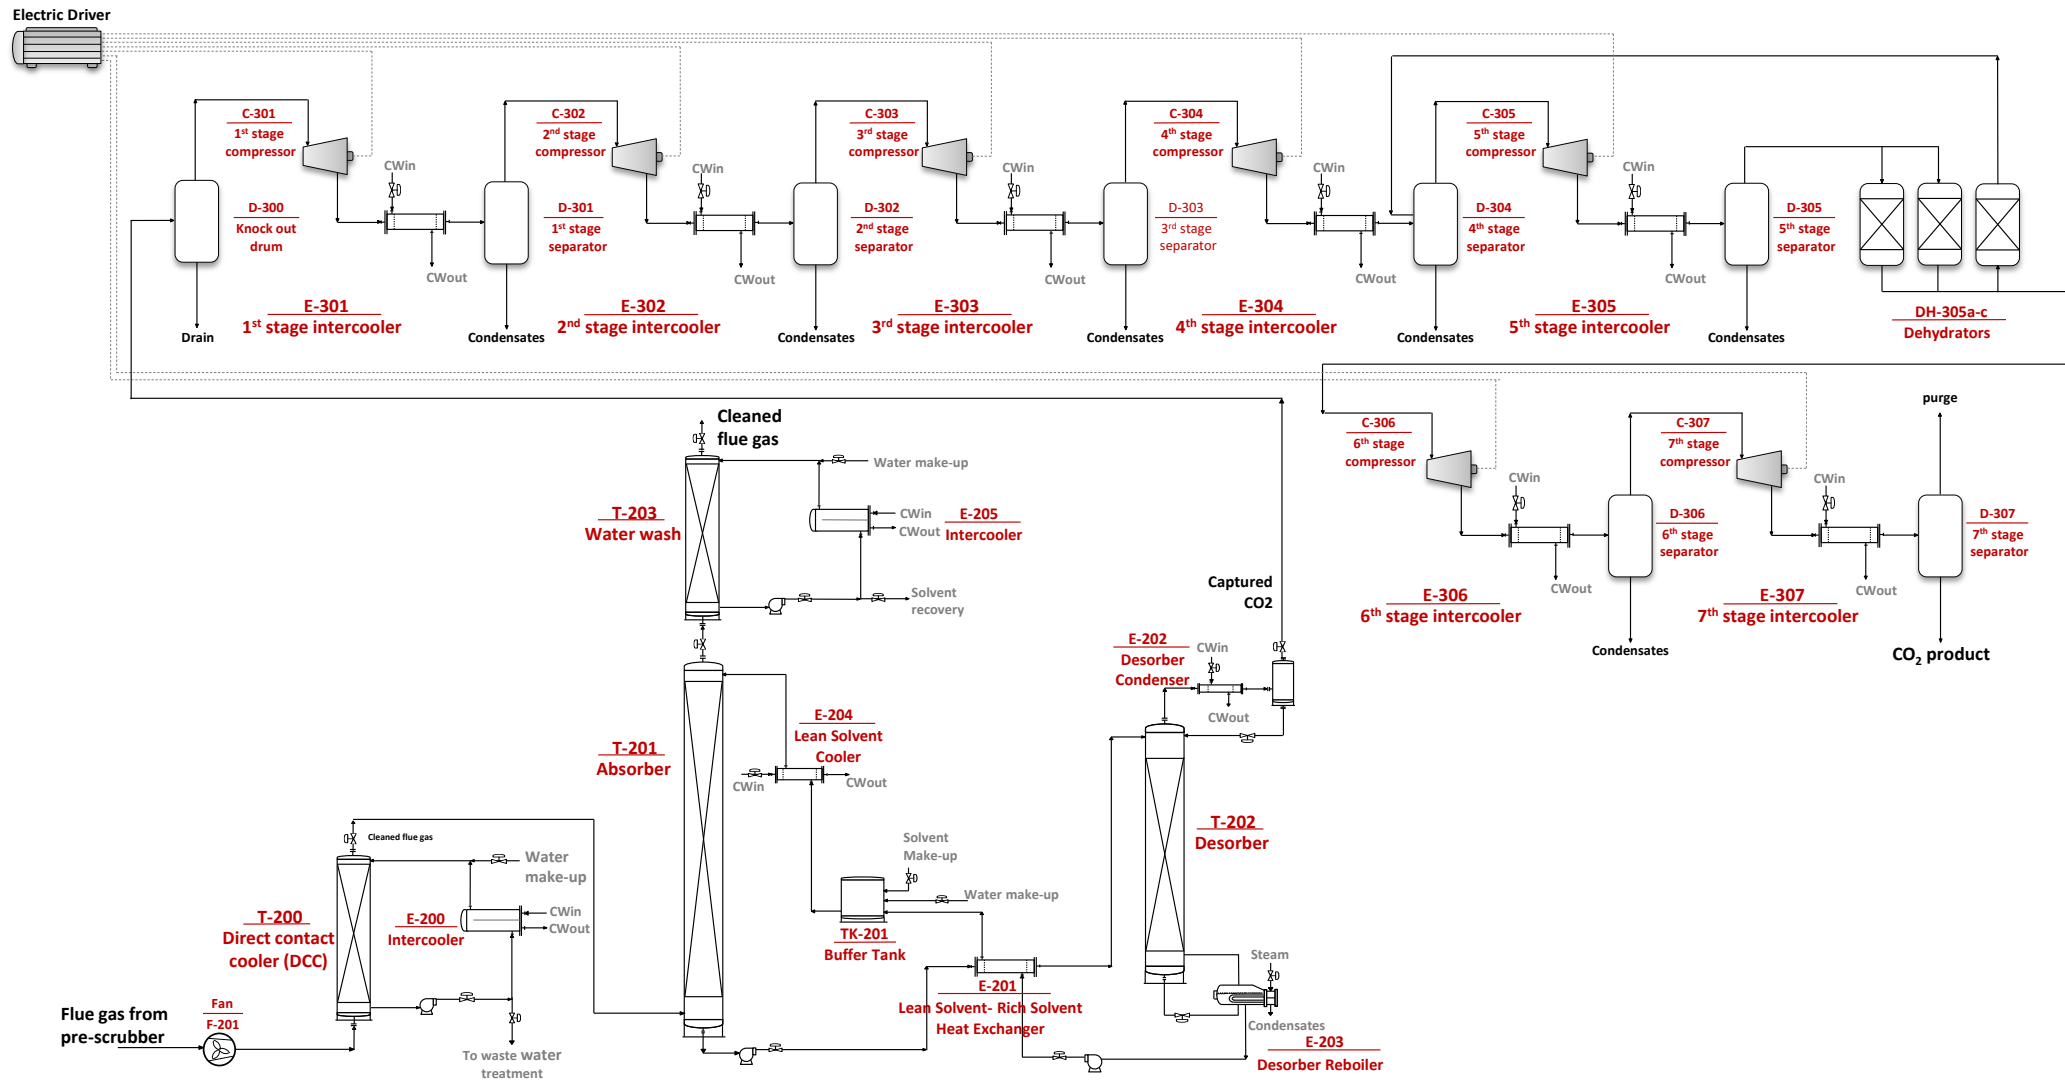 Electric Driver
C-301
1st stage
compressor
CWin
D-300
Knock out
drum
CWout
E-301
1st stage intercooler
Drain
C-302
2nd stage
compressor
CWin
D-301
1st stage
separator
CWout
E-302
2nd stage intercooler
Condensates
C-303
3rd stage
compressor
CWin
D-302
2nd stage
separator
CWout
E-303
3rd stage intercooler
Condensates
C-304
4th stage
compressor
CWin
D-303
3rd stage
separator
CWout
E-304
4th stage intercooler
Condensates
C-305
5th stage
compressor
CWin
D-304
4th stage
separator
CWout
E-305
5th stage intercooler
Condensates
D-305
5th stage
separator
Condensates
DH-305a-c
Dehydrators
C-306
6th stage
compressor
CWin
D-306
6th stage
separator
CWout
E-306
6th stage intercooler
Condensates
C-307
7th stage
compressor
CWin
purge
D-307
7th stage
separator
CWout
E-307
7th stage intercooler
CO2 product
Cleaned
flue gas
Water make-up
T-203
Water wash
CWin
CWout
E-205
Intercooler
Solvent
recovery
Captured
CO2
E-202
Desorber
Condenser
CWin
CWout
T-201
Absorber
E-204
Lean Solvent
Cooler
CWin
CWout
T-202
Desorber
Solvent
Make-up
Water make-up
TK-201
Buffer Tank
Cleaned flue gas
Water
make-up
T-200
Direct contact
cooler (DCC)
E-200
Intercooler
CWin
CWout
E-201
Lean Solvent- Rich Solvent
Heat Exchanger
Steam
Condensates
E-203
Desorber Reboiler
Flue gas from
pre-scrubber
Fan
F-201
To waste water
treatment